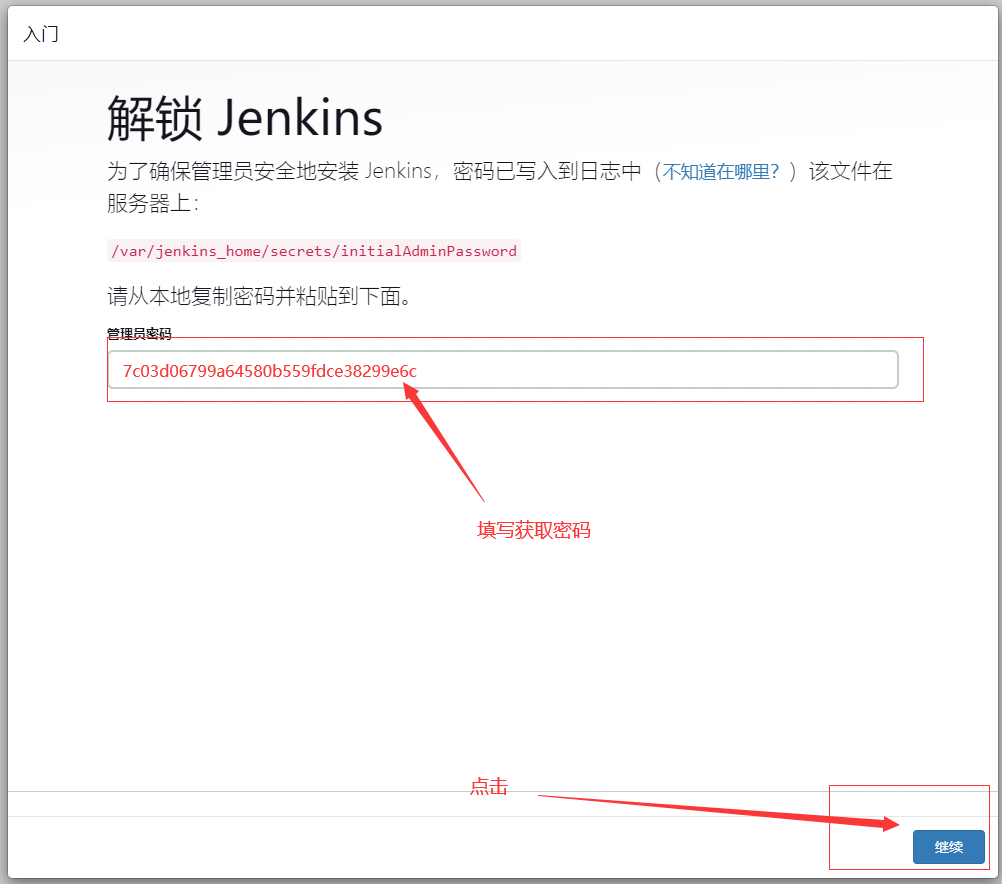 入门
解锁 Jenkins
为了确保管理员安全地安装 Jenkins，密码已写入到日志中（不知道在哪里？）该文件在
服务器上：
/var/jenkins_home/secrets/initialAdminPassword
请从本地复制密码并粘贴到下面。
管理员密码
7c03d06799a64580b559fdce38299e6c
填写获取密码
点击
继续